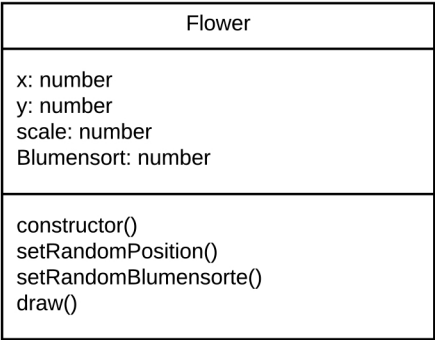 Flower
x: number
y: number
scale: number
Blumensort: number
constructor()
setRandomPosition()
setRandomBlumensorte()
draw()